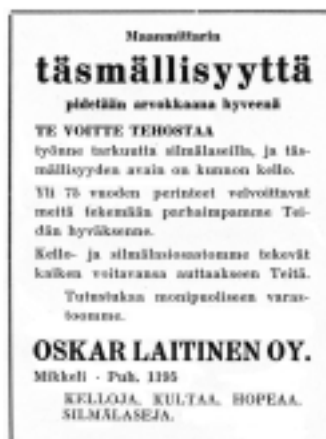 Maanmittarin
täsmällisyyttä
pidetään arvokkaana hyveenä
TE VOITTE TEHOSTAA
työnne tarkuutta silmälaseilla, ja täs-
mällisyyden avain on kunnon kello.
Yli 75 vuoden perinteet velvoittavat
meitä tekemään parhaimpamme Tei-
dän hyväksenne.
Kello- ja silmälasiosastomme tekevät
kaiken voitavansa auttaakseen Teitä.
Tutustukaa monipuoliseen varas-
toomme.
OSKAR LAITINEN OY.
Mikkeli - Puh. 1195
KELLOJA, KULTAA, HOPEAA,
SILMÄLASEJA.